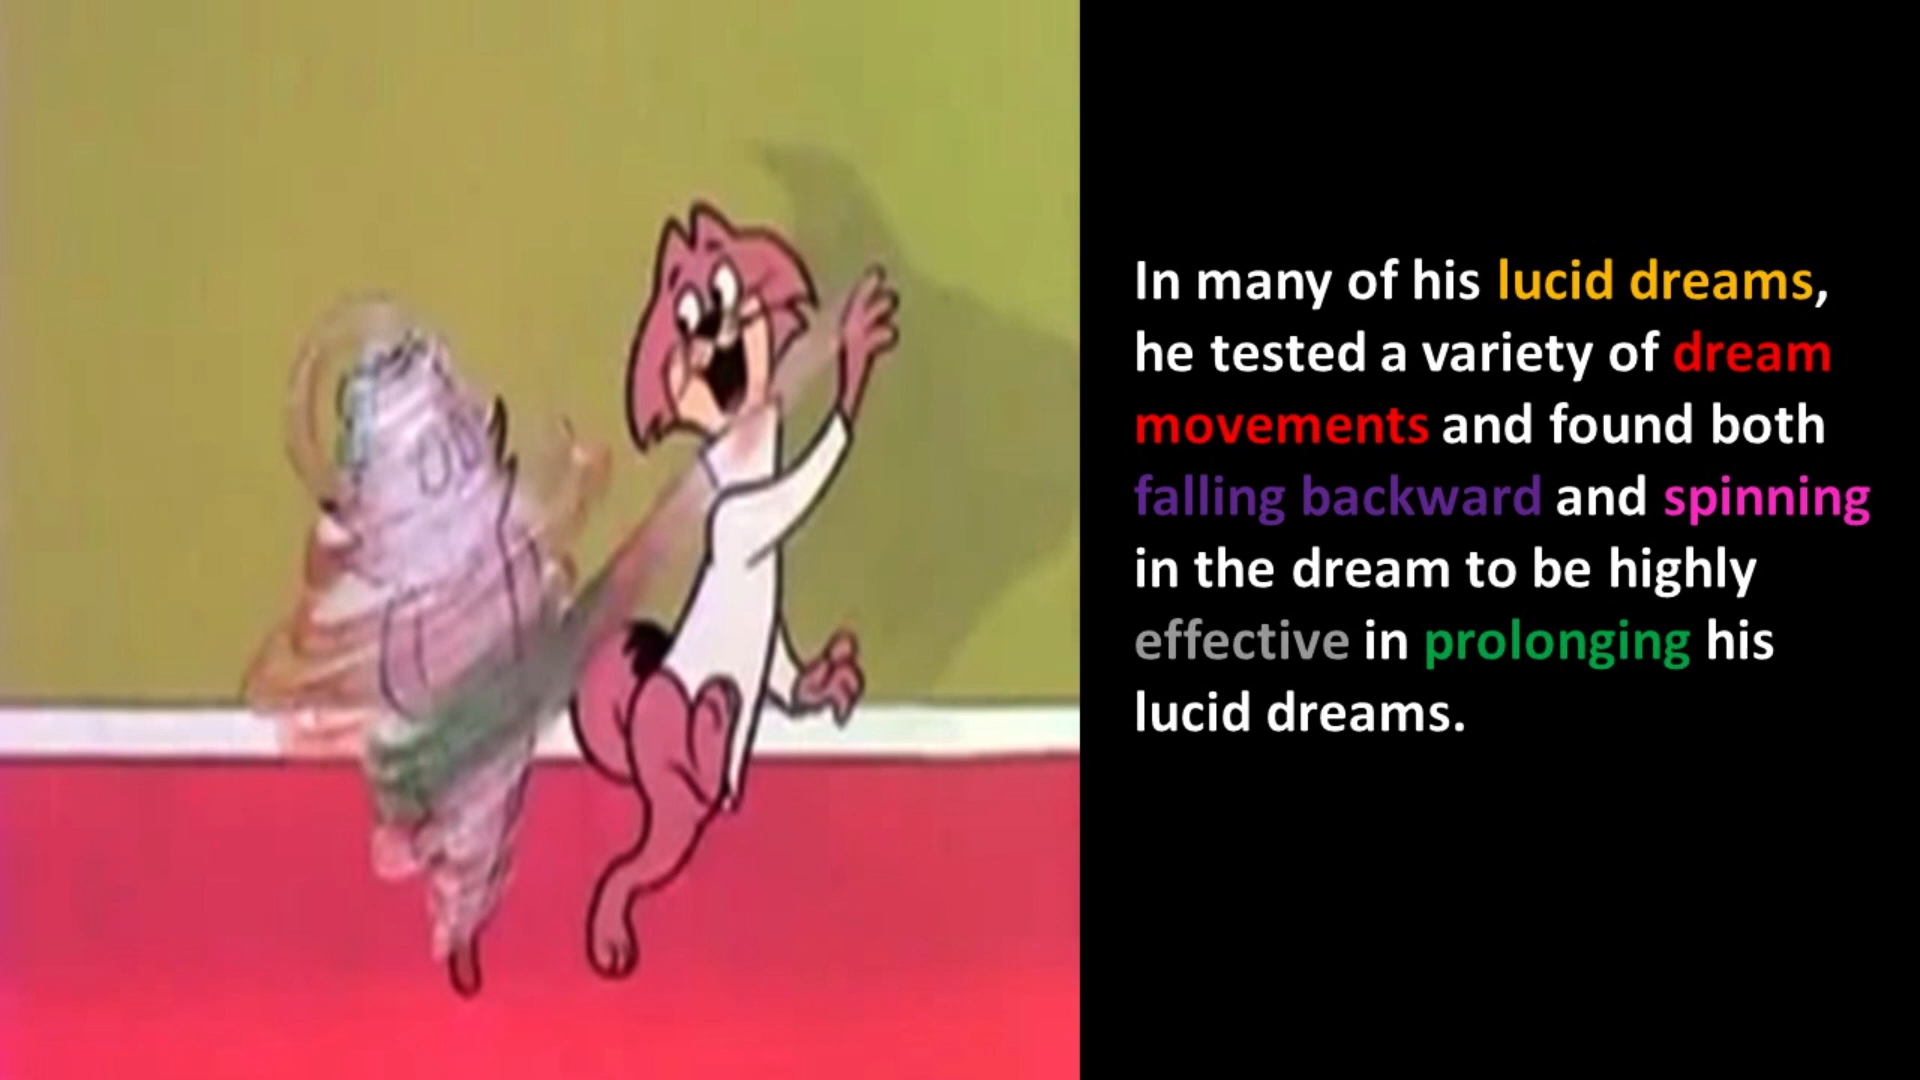 In many of his lucid dreams,
he tested a variety of dream
movements and found both
falling backward and spinning
in the dream to be highly
effective in prolonging his
lucid dreams.